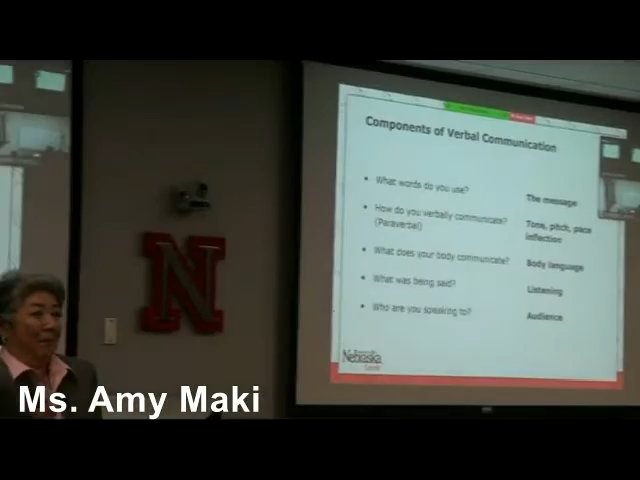 Components of Verbal Communication
• What words do you use? The message
• How do you verbally communicate? Tone, pitch, pace
(Paraverbal) inflection
• What does your body communicate? Body language
• What was being said? Listening
• Who are you speaking to? Audience
Nebraska
N
Ms. Amy Maki